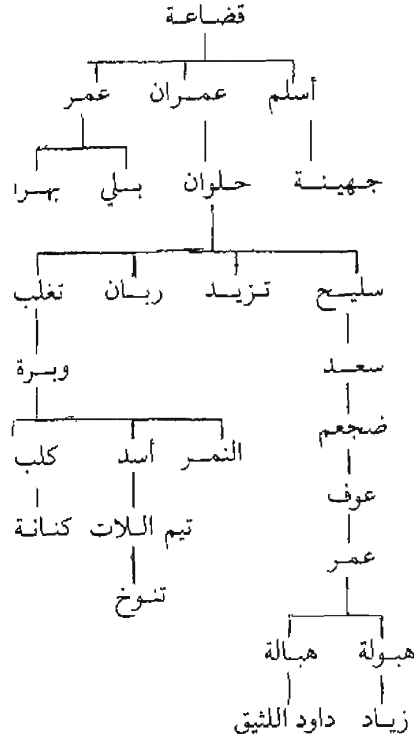 قضاعة
أسلم عمران عمر
جهينة حلوان بلي بهرا
سليح تزيد ربان تغلب
سعد وبرة
ضجعم النمر أسد كلب
عوف تيم اللات كنانة
عمر تنوخ
هبولة هبالة
زياد داود اللثيق